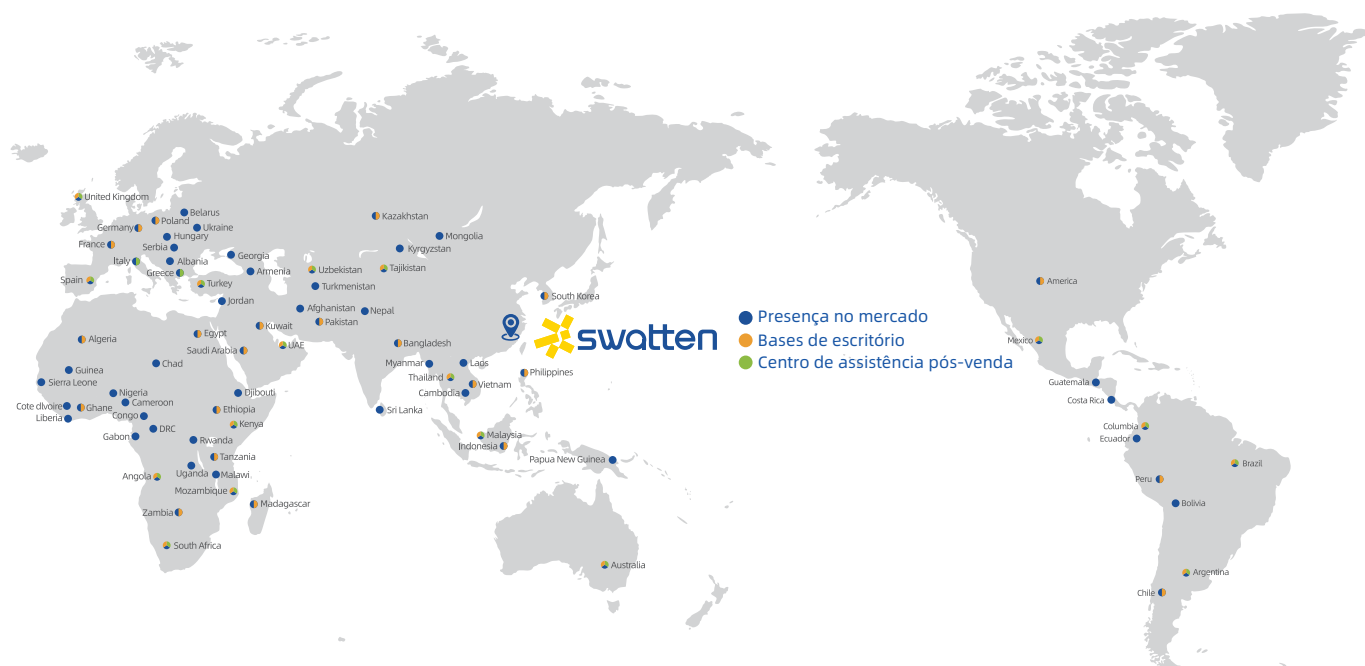 United Kingdom
Belarus
Poland
Germany
Ukraine
Hungary
France
Serbia
Italy
Albania
Georgia
Greece
Armenia
Spain
Turkey
Jordan
Kazakhstan
Mongolia
Kyrgyzstan
Uzbekistan
Tajikistan
Turkmenistan
South Korea
Afghanistan
Nepal
Pakistan
Kuwait
Egypt
Algeria
Saudi Arabia
UAE
Bangladesh
Myanmar
Laps
Thailand
Vietnam
Cambodia
Philippines
Sri Lanka
Chad
Guinea
Sierra Leone
Nigeria
Djibouti
Cameroon
Cote dlvoire
Ghane
Congo
Ethiopia
Liberia
Kenya
DRC
Gabon
Rwanda
Tanzania
Uganda
Malawi
Angola
Mozambique
Madagascar
Zambia
South Africa
Malaysia
Indonesia
Papua New Guinea
Australia
swatten
Presença no mercado
Bases de escritório
Centro de assistência pós-venda
America
Mexico
Guatemala
Costa Rica
Columbia
Ecuador
Brazil
Peru
Bolivia
Argentina
Chile